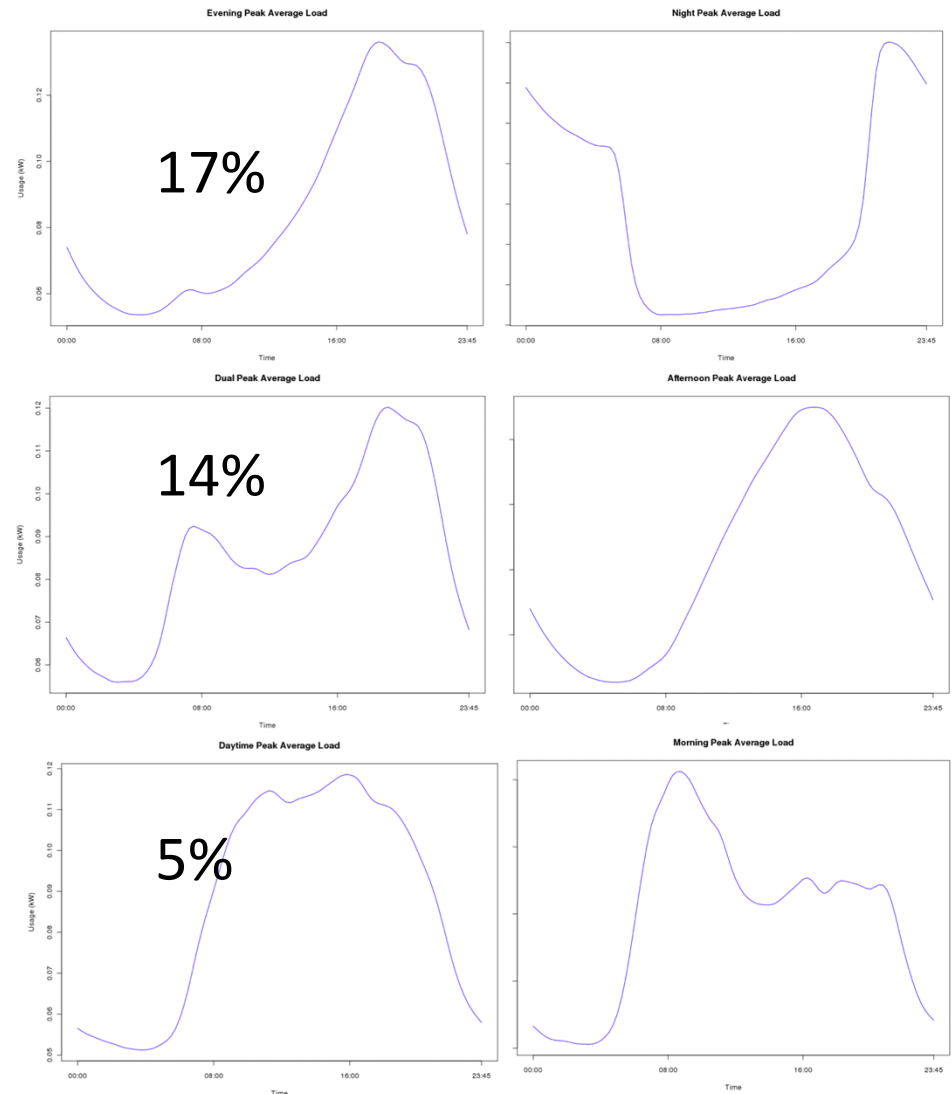 Evening Peak Average Load
Usage (kW)
0.12
0.10
0.08
0.06
17%
00:00 08:00 16:00 23:45
Time
Night Peak Average Load
00:00 08:00 16:00 23:45
Time
Dual Peak Average Load
Usage (kW)
0.12
0.11
0.10
0.09
0.08
0.07
0.06
14%
00:00 08:00 16:00 23:45
Time
Afternoon Peak Average Load
00:00 08:00 16:00 23:45
Daytime Peak Average Load
Usage (kW)
0.12
0.11
0.10
0.09
0.08
0.07
0.06
0.05
5%
00:00 08:00 16:00 23:45
Time
Morning Peak Average Load
00:00 08:00 16:00 23:45
Time